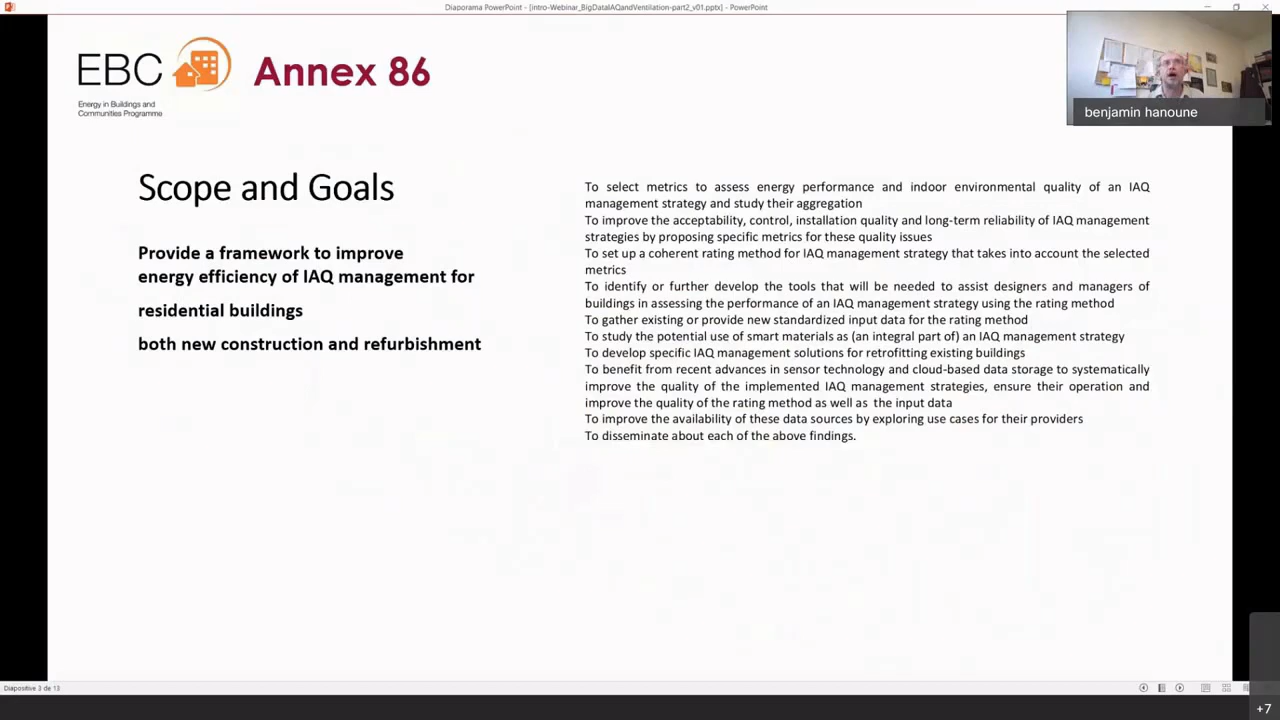 Diaporama PowerPoint - [intro-Webinar_BigDataIAQandVentilation-part2_v01.pptx] - PowerPoint
EBC
Annex 86
Energy in Buildings and
Communities Programme
benjamin hanoune
Scope and Goals
Provide a framework to improve
energy efficiency of IAQ management for
residential buildings
both new construction and refurbishment
To select metrics to assess energy performance and indoor environmental quality of an IAQ
management strategy and study their aggregation
To improve the acceptability, control, installation quality and long-term reliability of IAQ management
strategies by proposing specific metrics for these quality issues
To set up a coherent rating method for IAQ management strategy that takes into account the selected
metrics
To identify or further develop the tools that will be needed to assist designers and managers of
buildings in assessing the performance of an IAQ management strategy using the rating method
To gather existing or provide new standardized input data for the rating method
To study the potential use of smart materials as (an integral part of) an IAQ management strategy
To develop specific IAQ management solutions for retrofitting existing buildings
To benefit from recent advances in sensor technology and cloud-based data storage to systematically
improve the quality of the implemented IAQ management strategies, ensure their operation and
improve the quality of the rating method as well as the input data
To improve the availability of these data sources by exploring use cases for their providers
To disseminate about each of the above findings.
Diapositive 3 de 13
+7